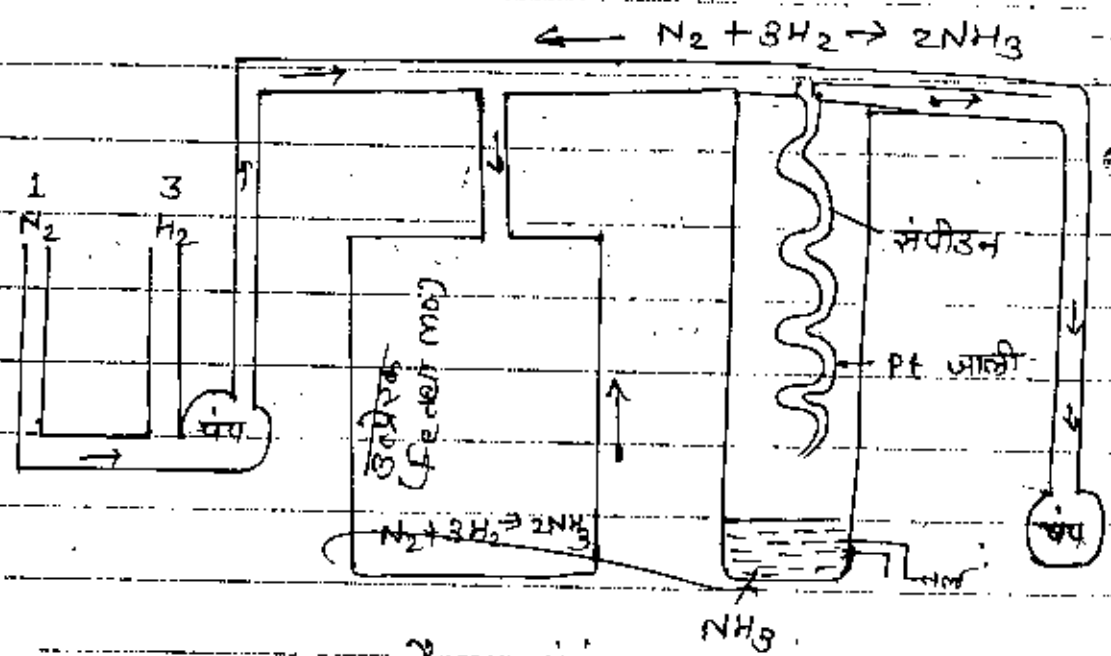 ← N₂ + 3H₂ → 2NH₃
1 3
N₂ H₂
पंप
उत्प्रेरक
N₂ + 3H₂ → 2NH₃
संपीडन
Pt जाली
पंप
NH₃